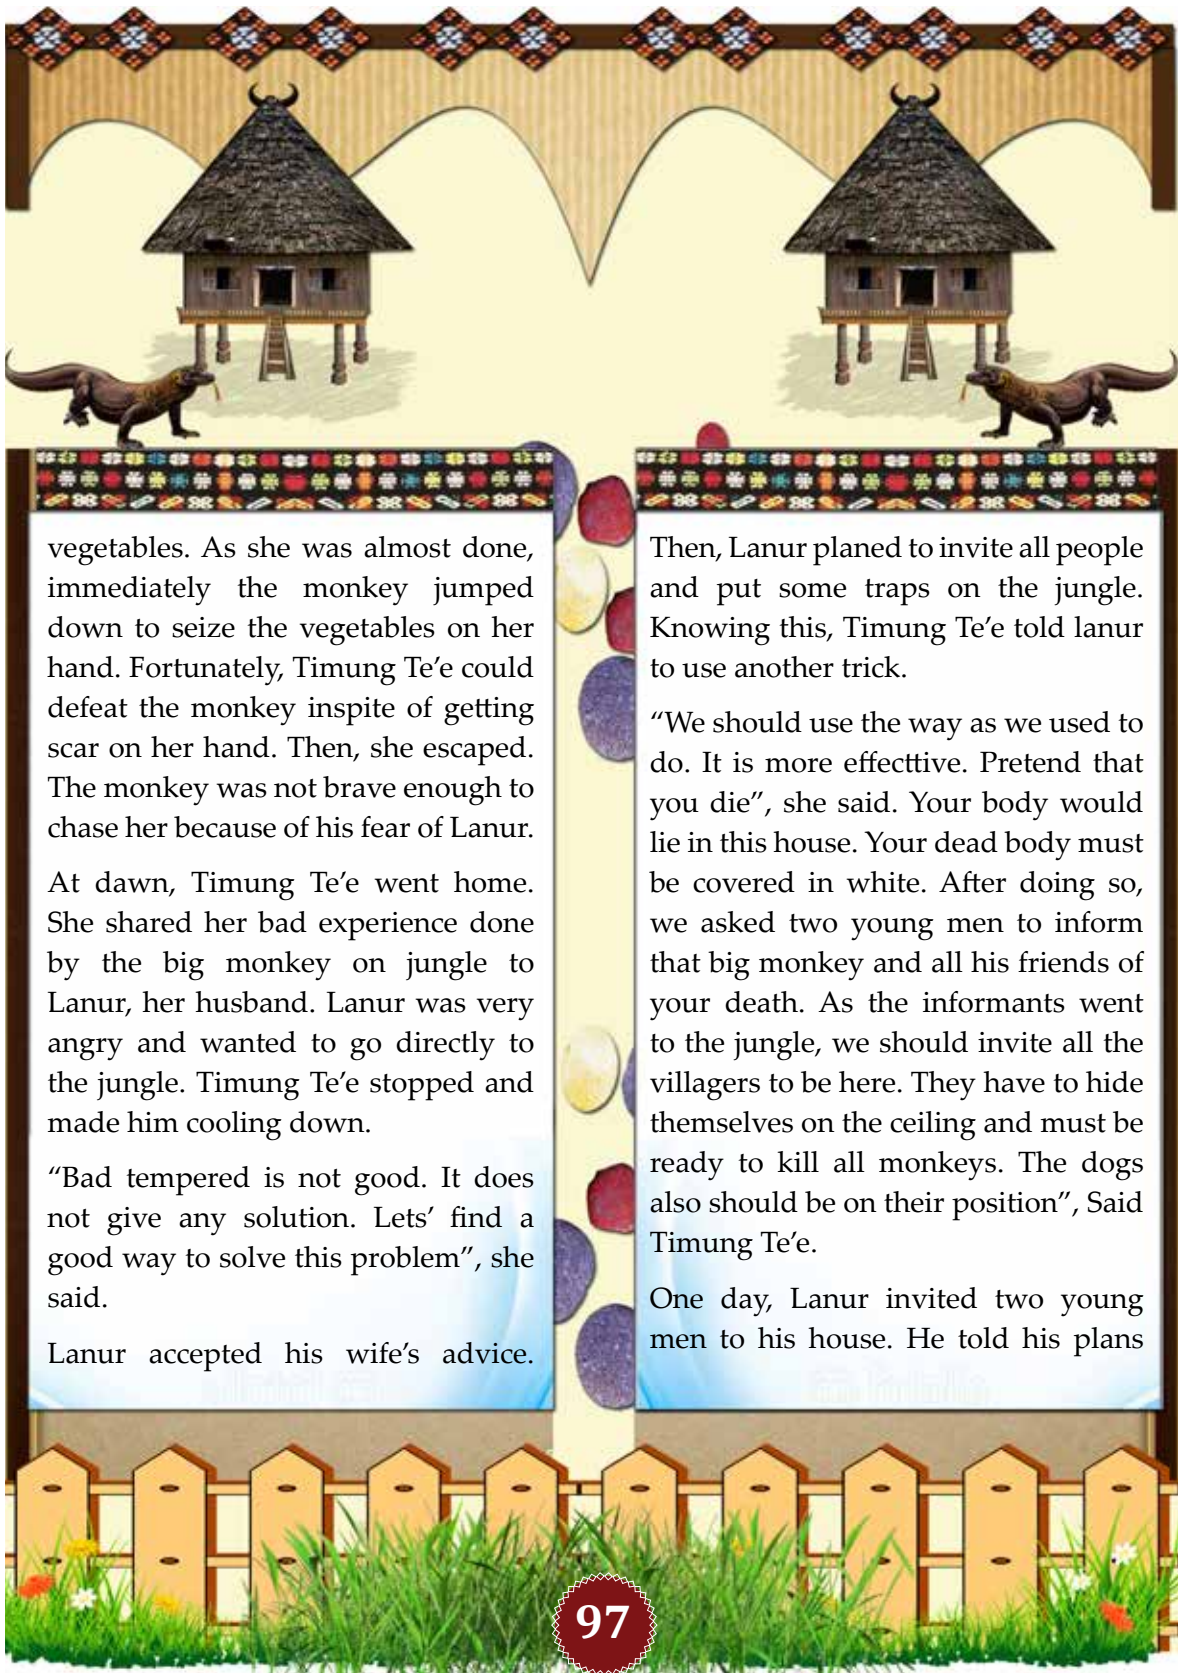 vegetables. As she was almost done,
immediately the monkey jumped
down to seize the vegetables on her
hand. Fortunately, Timung Te’e could
defeat the monkey inspite of getting
scar on her hand. Then, she escaped.
The monkey was not brave enough to
chase her because of his fear of Lanur.
At dawn, Timung Te’e went home.
She shared her bad experience done
by the big monkey on jungle to
Lanur, her husband. Lanur was very
angry and wanted to go directly to
the jungle. Timung Te’e stopped and
made him cooling down.
“Bad tempered is not good. It does
not give any solution. Lets’ find a
good way to solve this problem”, she
said.
Lanur accepted his wife’s advice.
Then, Lanur planed to invite all people
and put some traps on the jungle.
Knowing this, Timung Te’e told lanur
to use another trick.
“We should use the way as we used to
do. It is more effecttive. Pretend that
you die”, she said. Your body would
lie in this house. Your dead body must
be covered in white. After doing so,
we asked two young men to inform
that big monkey and all his friends of
your death. As the informants went
to the jungle, we should invite all the
villagers to be here. They have to hide
themselves on the ceiling and must be
ready to kill all monkeys. The dogs
also should be on their position”, Said
Timung Te’e.
One day, Lanur invited two young
men to his house. He told his plans
97